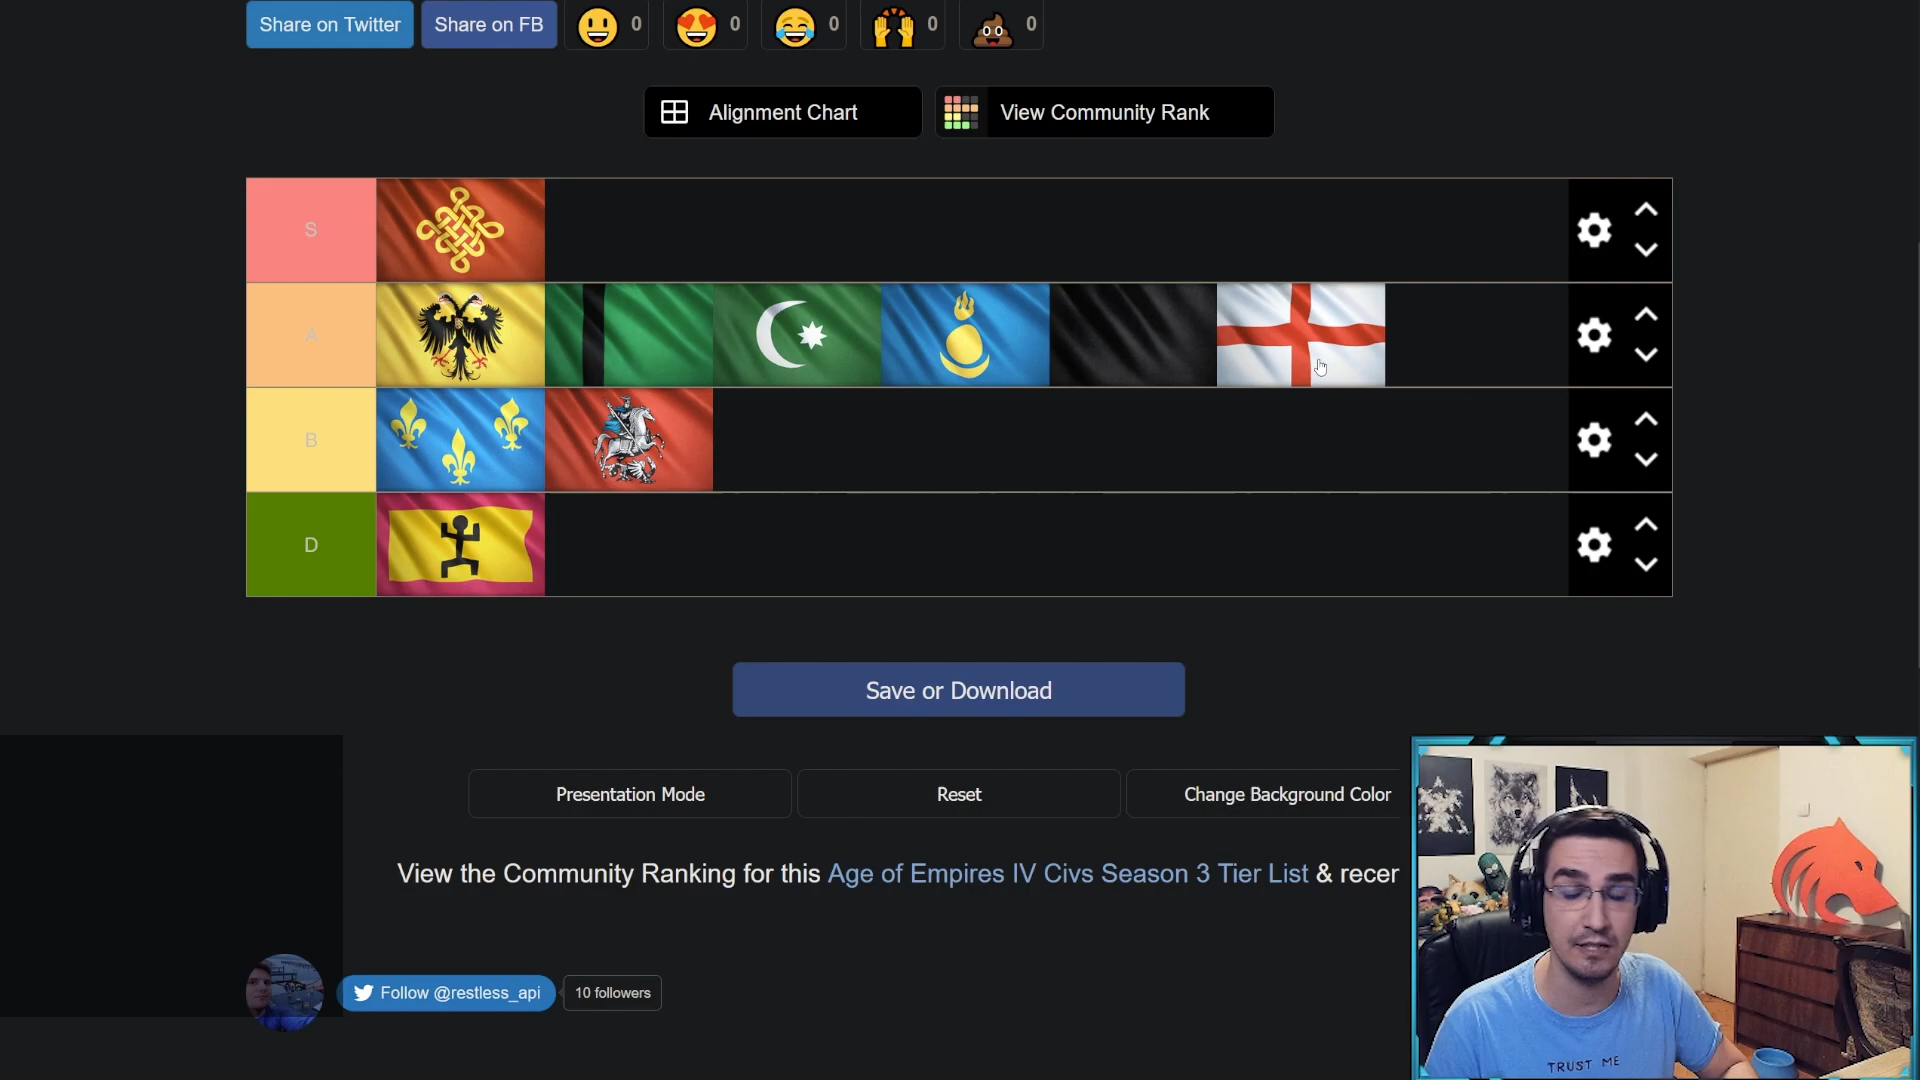 Share on Twitter
Share on FB
0
0
0
0
0
Alignment Chart
View Community Rank
S
A
B
D
Save or Download
Presentation Mode
Reset
Change Background Color
View the Community Ranking for this Age of Empires IV Civs Season 3 Tier List & recer
Follow @restless_api
10 followers
TRUST ME